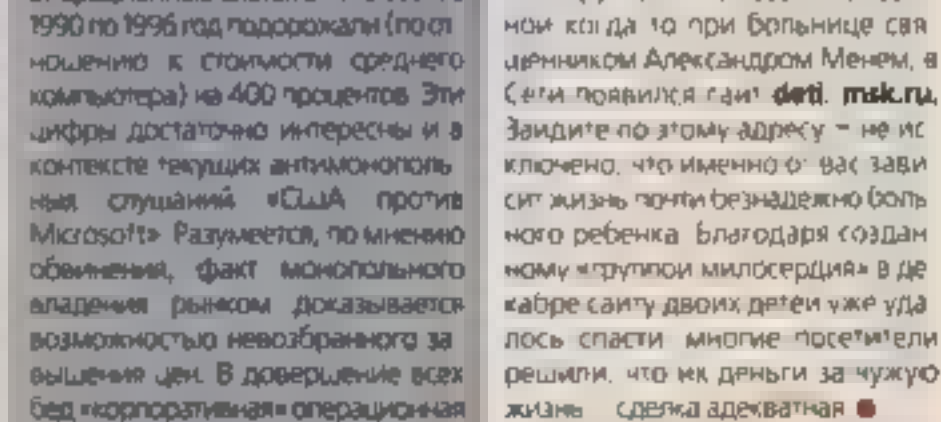 1990 по 1996 год подорожали (по от
ношению к стоимости среднего
компьютера) на 400 процентов. Эти
цифры достаточно интересны и в
контексте текущих антимонополь
ных слушаний «США против
Microsoft». Разумеется, по мнению
обвинения, факт монопольного
владения рынком доказывается
возможностью невозбранного за
вышения цен. В довершение всех
бед «корпоративная» операционная
ном когда то при больнице свя
щенником Александром Менем, в
Сети появился сайт deti.msk.ru.
Зайдите по этому адресу – не ис
ключено, что именно от вас зави
сит жизнь почти безнадежно боль
ного ребенка. Благодаря создан
ному «группой милосердия» в де
кабре сайту двоих детей уже уда
лось спасти многие посетители
решили, что их деньги за чужую
жизнь сделка адекватная